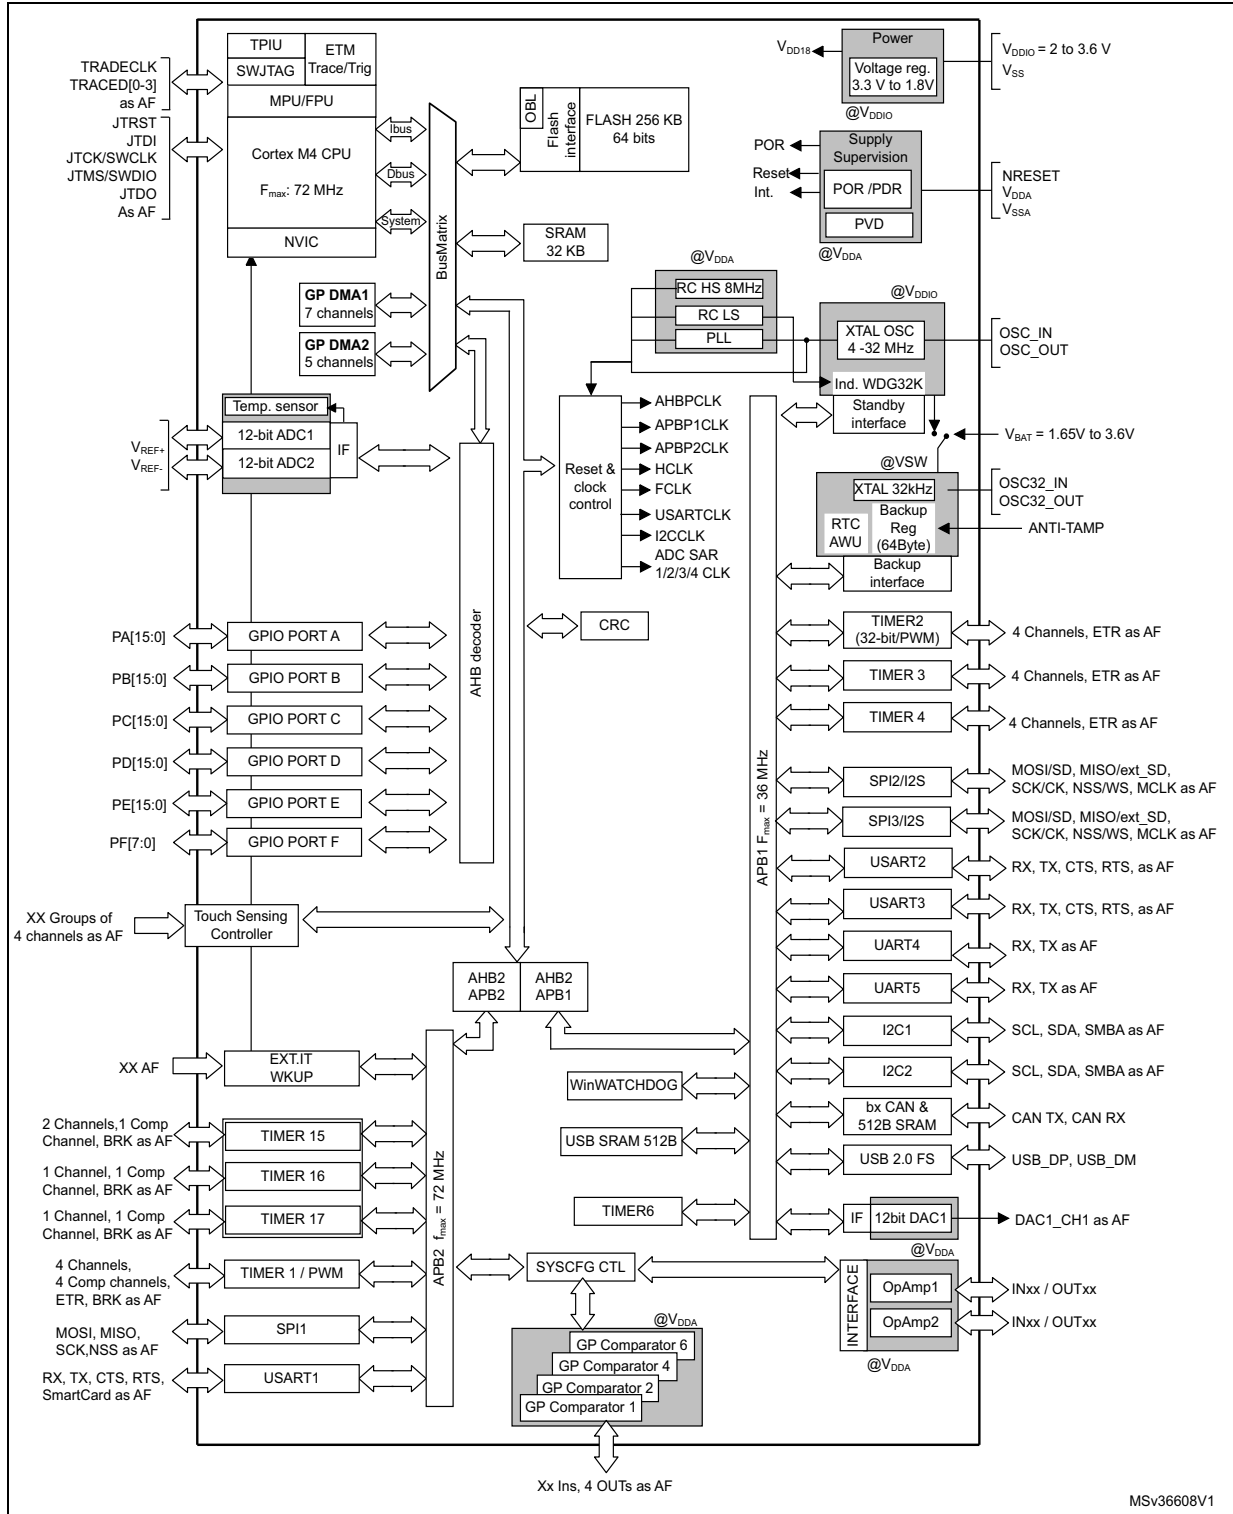 TRADECLK
TRACED[0-3]
as AF
JTRST
JTDI
JTCK/SWCLK
JTMS/SWDIO
JTDO
As AF
TPIU
SWJTAG
ETM
Trace/Trig
MPU/FPU
Cortex M4 CPU
Fmax: 72 MHz
NVIC
Ibus
Dbus
System
BusMatrix
OBL
Flash
interface
FLASH 256 KB
64 bits
SRAM
32 KB
GP DMA1
7 channels
GP DMA2
5 channels
VDD18
Power
Voltage reg.
3.3 V to 1.8V
@VDDIO
VDDIO = 2 to 3.6 V
VSS
POR
Reset
Int.
Supply
Supervision
POR /PDR
PVD
@VDDA
NRESET
VDDA
VSSA
@VDDA
RC HS 8MHz
RC LS
PLL
@VDDIO
XTAL OSC
4 -32 MHz
Ind. WDG32K
Standby
interface
OSC_IN
OSC_OUT
VBAT = 1.65V to 3.6V
@VSW
XTAL 32kHz
RTC
AWU
Backup
Reg
(64Byte)
Backup
interface
OSC32_IN
OSC32_OUT
ANTI-TAMP
Reset &
clock
control
AHBPCLK
APBP1CLK
APBP2CLK
HCLK
FCLK
USARTCLK
I2CCLK
ADC SAR
1/2/3/4 CLK
VREF+
VREF-
Temp. sensor
12-bit ADC1
12-bit ADC2
IF
AHB decoder
CRC
PA[15:0]
GPIO PORT A
PB[15:0]
GPIO PORT B
PC[15:0]
GPIO PORT C
PD[15:0]
GPIO PORT D
PE[15:0]
GPIO PORT E
PF[7:0]
GPIO PORT F
XX Groups of
4 channels as AF
Touch Sensing
Controller
AHB2
APB2
AHB2
APB1
APB1 Fmax = 36 MHz
TIMER2
(32-bit/PWM)
4 Channels, ETR as AF
TIMER 3
4 Channels, ETR as AF
TIMER 4
4 Channels, ETR as AF
SPI2/I2S
MOSI/SD, MISO/ext_SD,
SCK/CK, NSS/WS, MCLK as AF
SPI3/I2S
MOSI/SD, MISO/ext_SD,
SCK/CK, NSS/WS, MCLK as AF
USART2
RX, TX, CTS, RTS, as AF
USART3
RX, TX, CTS, RTS, as AF
UART4
RX, TX as AF
UART5
RX, TX as AF
I2C1
SCL, SDA, SMBA as AF
I2C2
SCL, SDA, SMBA as AF
bx CAN &
512B SRAM
CAN TX, CAN RX
USB 2.0 FS
USB_DP, USB_DM
IF
12bit DAC1
DAC1_CH1 as AF
@VDDA
WinWATCHDOG
USB SRAM 512B
TIMER6
XX AF
EXT.IT
WKUP
2 Channels,1 Comp
Channel, BRK as AF
TIMER 15
1 Channel, 1 Comp
Channel, BRK as AF
TIMER 16
1 Channel, 1 Comp
Channel, BRK as AF
TIMER 17
4 Channels,
4 Comp channels,
ETR, BRK as AF
TIMER 1 / PWM
MOSI, MISO,
SCK,NSS as AF
SPI1
RX, TX, CTS, RTS,
SmartCard as AF
USART1
APB2 fmax = 72 MHz
SYSCFG CTL
@VDDA
GP Comparator 6
GP Comparator 4
GP Comparator 2
GP Comparator 1
Xx Ins, 4 OUTs as AF
INTERFACE
OpAmp1
INxx / OUTxx
OpAmp2
INxx / OUTxx
@VDDA
MSv36608V1